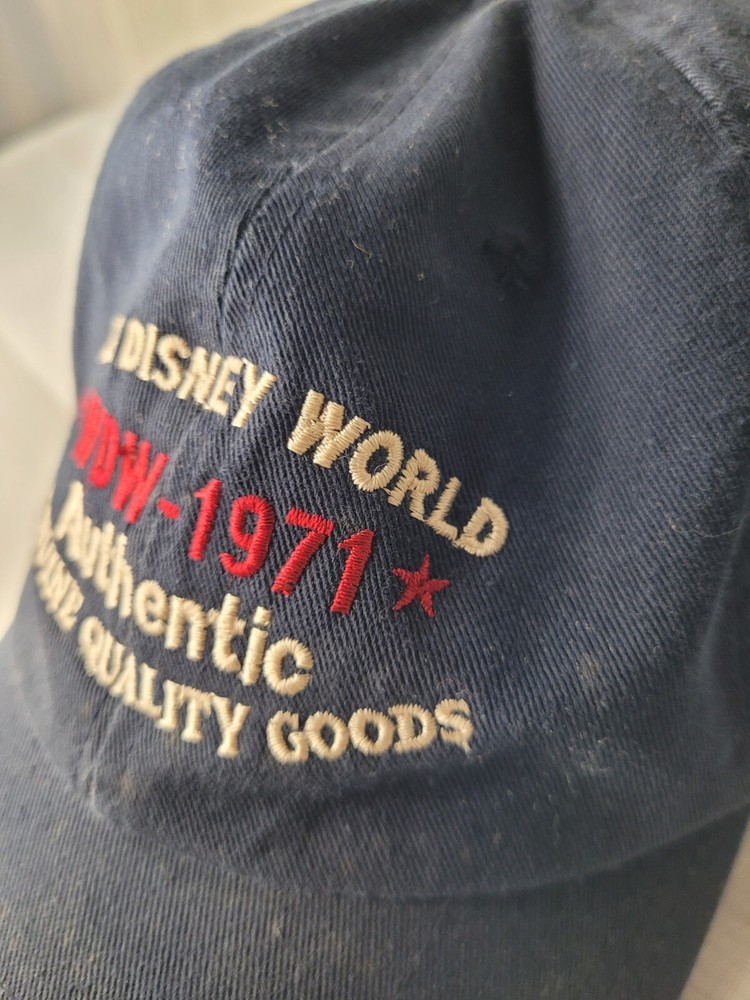 DISNEY WORLD
WDW-1971★
Authentic
QUALITY GOODS